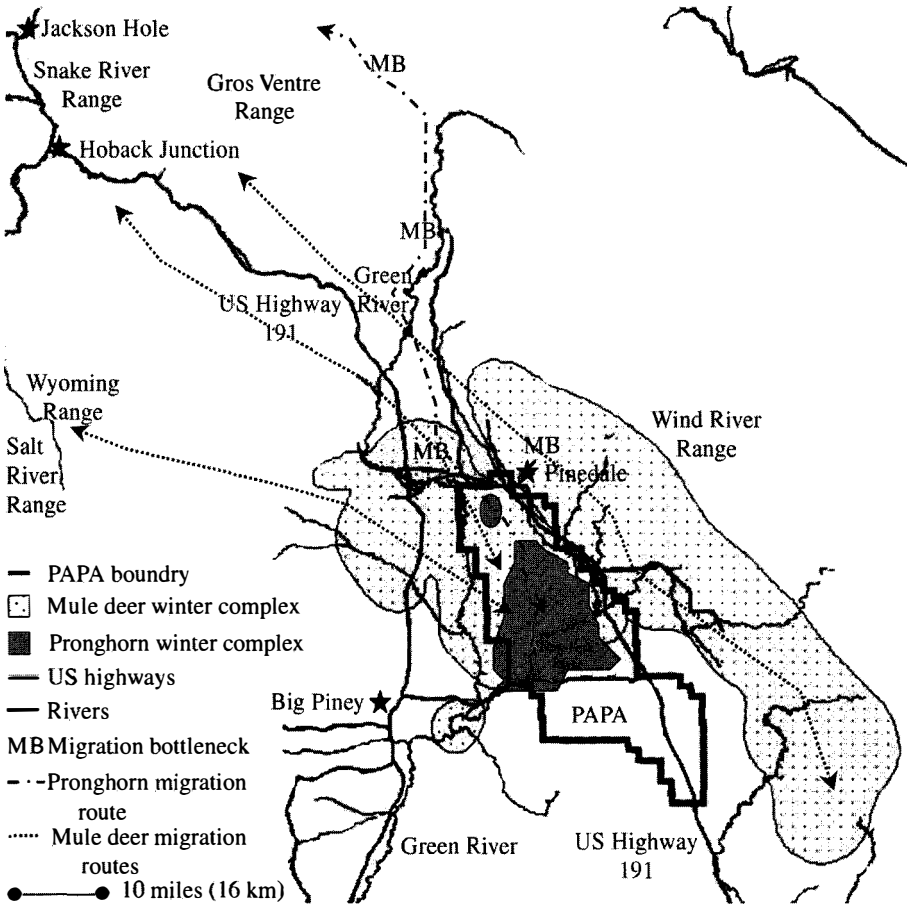 Jackson Hole
Snake River
Range
Gros Ventre
Range
MB
Hoback Junction
MB
Green
River
US Highway
191
Wyoming
Range
Salt
River
Range
Wind River
Range
MB
MB
Pinedale
PAPA boundry
Mule deer winter complex
Pronghorn winter complex
US highways
Rivers
MB Migration bottleneck
Pronghorn migration
route
Mule deer migration
routes
10 miles (16 km)
Big Piney
PAPA
Green River
US Highway
191